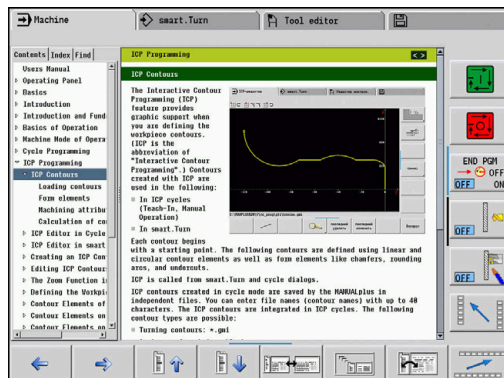 Machine
smart.Turn
Tool editor
Contents Index Find
Users Manual
Operating Panel
Basics
Introduction
Introduction and Fund
Basics of Operation
Machine Mode of Opera
Cycle Programming
ICP Programming
ICP Contours
Loading contours
Form elements
Machining attrib
Calculation of co
ICP Editor in Cycle
ICP Editor in smart
Creating an ICP Con
Editing ICP Contour
The Zoom Function i
Defining the Workpi
Contour Elements of
Contour Elements on
Contour Elements on
ICP Programming
ICP Contours
The Interactive Contour
Programming (ICP)
feature provides
graphic support when
you are defining the
workpiece contours.
(ICP is the
abbreviation of
"Interactive Contour
Programming".) Contours
created with ICP are
used in the following:
In ICP cycles
(Teach-In, Manual
Operation)
In smart.Turn
Each contour begins
with a starting point. The following contours are defined using linear and
circular contour elements as well as form elements like chamfers, rounding
arcs, and undercuts.
ICP is called from smart.Turn and cycle dialogs.
ICP contours created in cycle mode are saved by the MANUALplus in
independent files. You can enter file names (contour names) with up to 40
characters. The ICP contours are integrated in ICP cycles. The following
contour types are possible:
Turning contours: *.gmi
END PGM
OFF
OFF ON
OFF
OFF